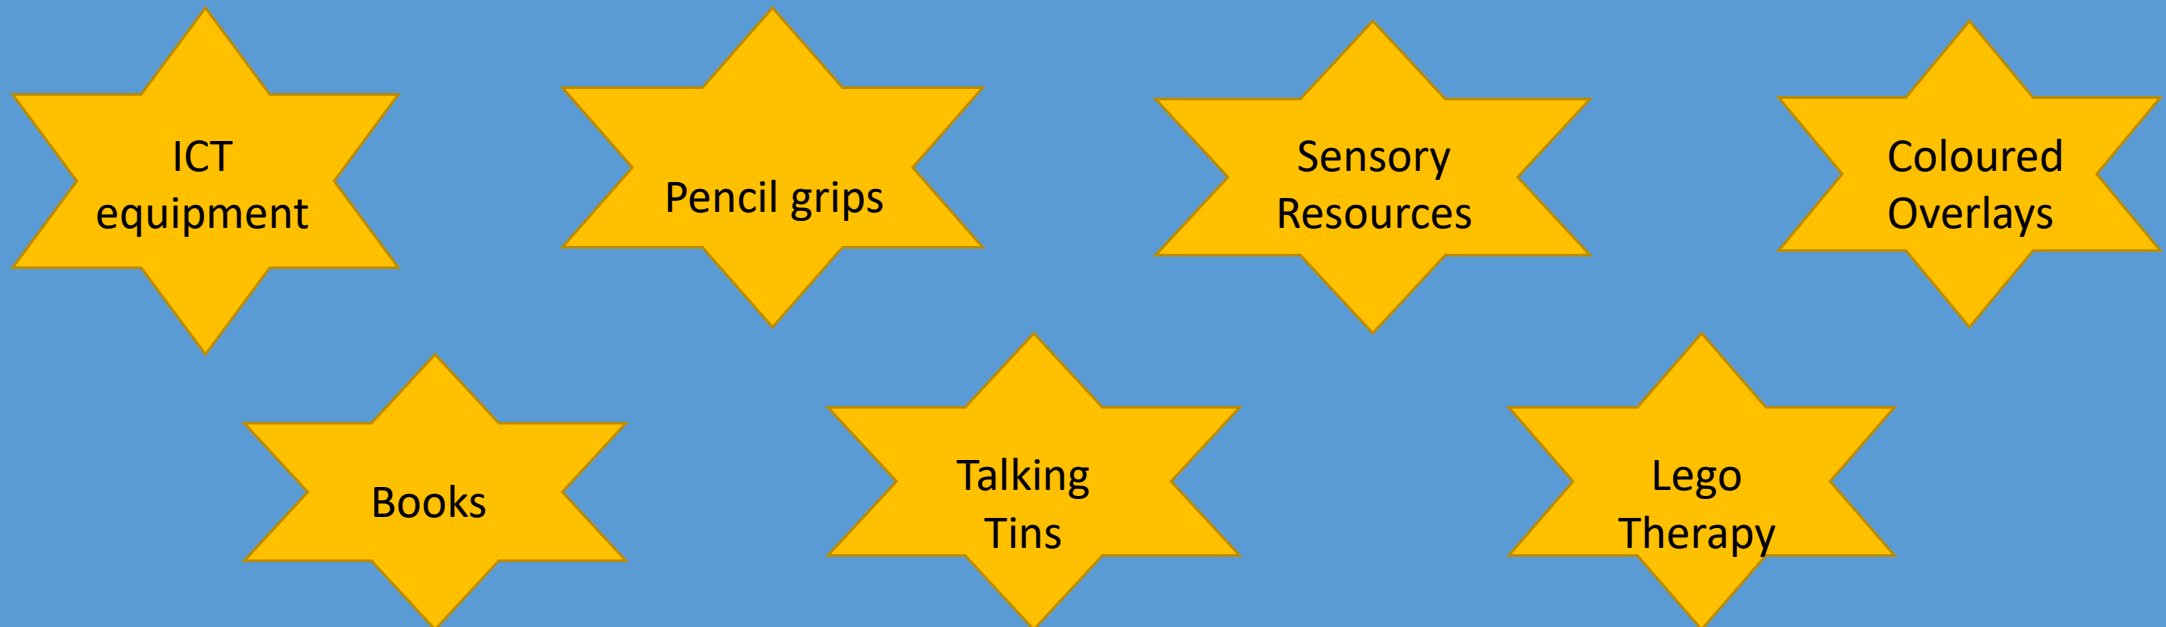 ICT
equipment
Pencil grips
Sensory
Resources
Coloured
Overlays
Books
Talking
Tins
Lego
Therapy